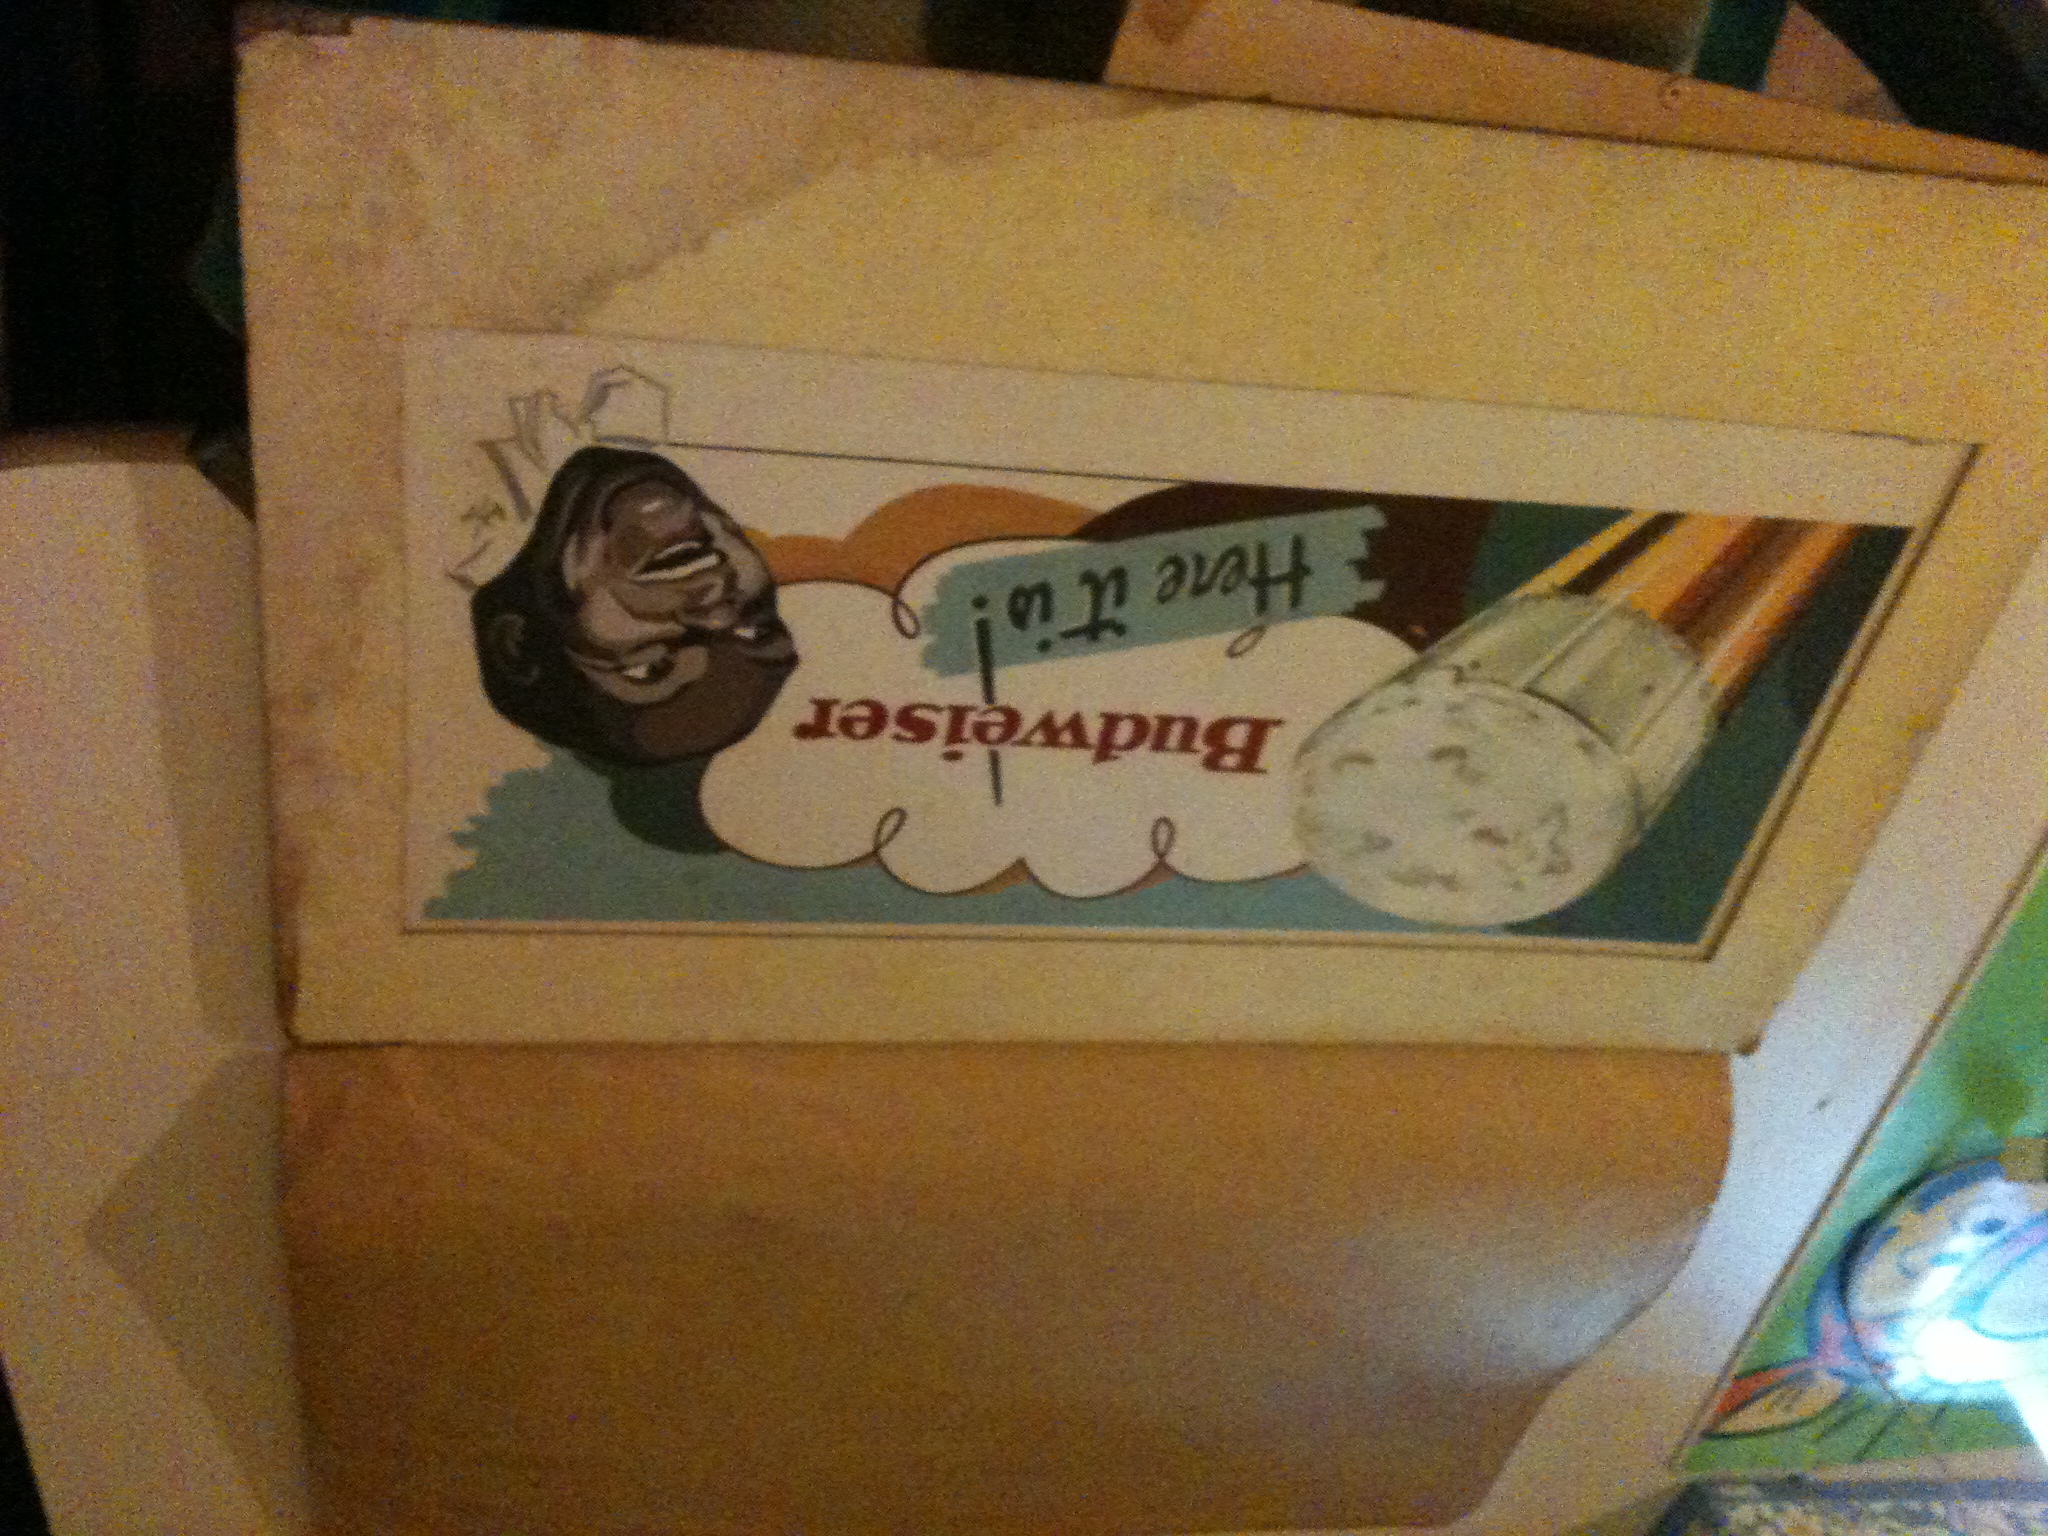 Here it is!
Budweiser